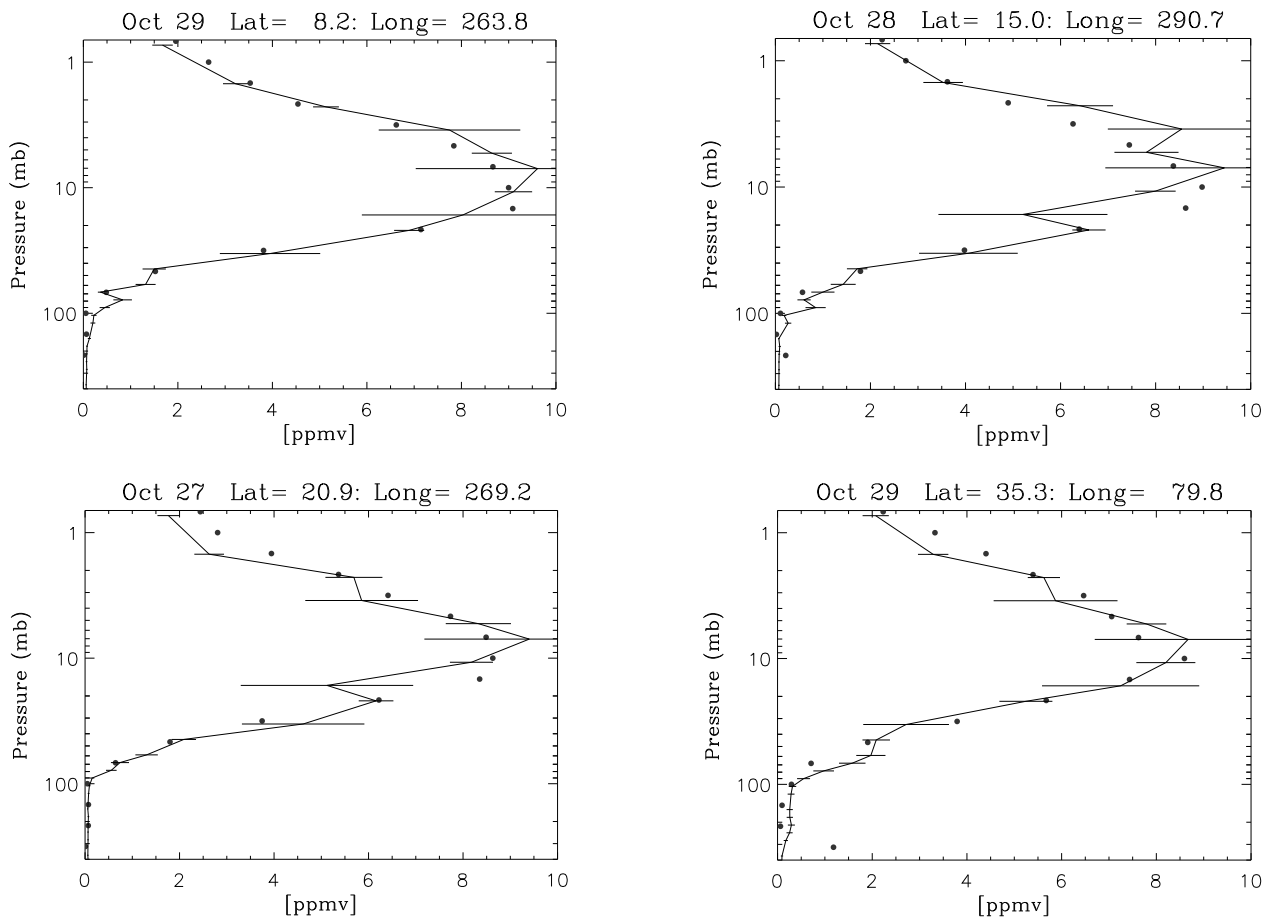 Oct 29 Lat= 8.2: Long= 263.8
1
10
100
Pressure (mb)
0 2 4 6 8 10
[ppmv]
Oct 28 Lat= 15.0: Long= 290.7
1
10
100
Pressure (mb)
0 2 4 6 8 10
[ppmv]
Oct 27 Lat= 20.9: Long= 269.2
1
10
100
Pressure (mb)
0 2 4 6 8 10
[ppmv]
Oct 29 Lat= 35.3: Long= 79.8
1
10
100
Pressure (mb)
0 2 4 6 8 10
[ppmv]